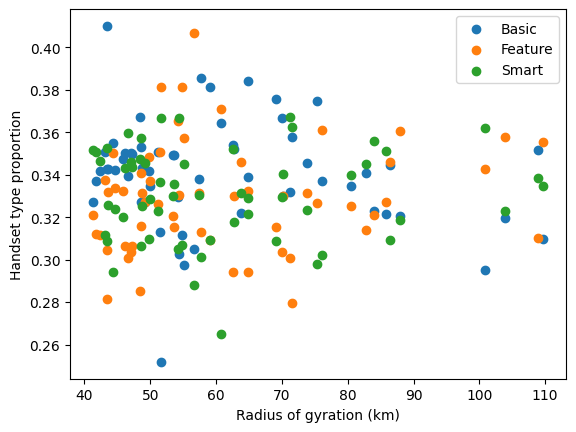 Basic
Feature
Smart
Handset type proportion
0.40
0.38
0.36
0.34
0.32
0.30
0.28
0.26
40 50 60 70 80 90 100 110
Radius of gyration (km)